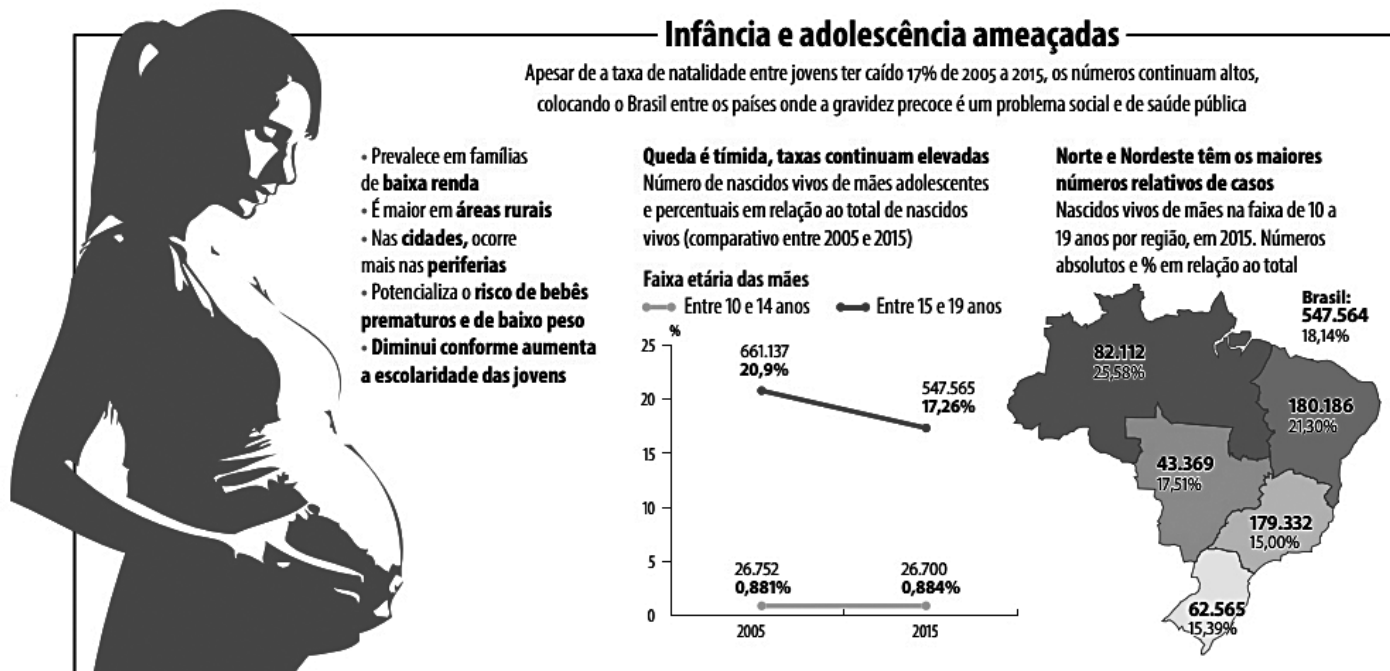 Infância e adolescência ameaçadas
Apesar de a taxa de natalidade entre jovens ter caído 17% de 2005 a 2015, os números continuam altos,
colocando o Brasil entre os países onde a gravidez precoce é um problema social e de saúde pública
• Prevalece em famílias
de baixa renda
• É maior em áreas rurais
• Nas cidades, ocorre
mais nas periferias
• Potencializa o risco de bebês
prematuros e de baixo peso
• Diminui conforme aumenta
a escolaridade das jovens
Queda é tímida, taxas continuam elevadas
Número de nascidos vivos de mães adolescentes
e percentuais em relação ao total de nascidos
vivos (comparativo entre 2005 e 2015)
Faixa etária das mães
Entre 10 e 14 anos Entre 15 e 19 anos
%
25
20
15
10
5
0
661.137
20,9%
547.565
17,26%
26.752
0,881%
26.700
0,884%
2005 2015
Norte e Nordeste têm os maiores
números relativos de casos
Nascidos vivos de mães na faixa de 10 a
19 anos por região, em 2015. Números
absolutos e % em relação ao total
Brasil:
547.564
18,14%
82.112
25,58%
180.186
21,30%
43.369
17,51%
179.332
15,00%
62.565
15,39%